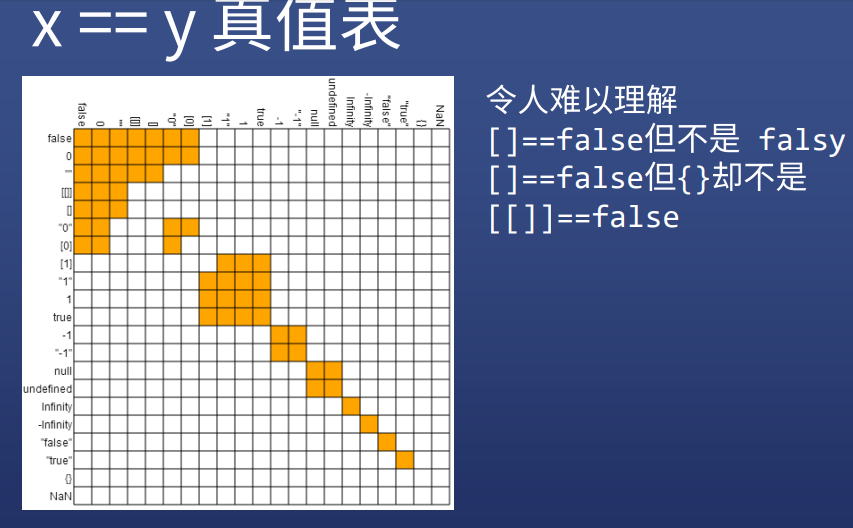 x == y 真值表
false
0
""
[[]]
[]
"0"
[0]
[1]
"1"
1
true
-1
"-1"
null
undefined
Infinity
-Infinity
"false"
"true"
{}
NaN
false
0
""
[[]]
[]
"0"
[0]
[1]
"1"
1
true
-1
"-1"
null
undefined
Infinity
-Infinity
"false"
"true"
{}
NaN
令人难以理解
[]==false但不是 falsy
[]==false但{}却不是
[[]]==false